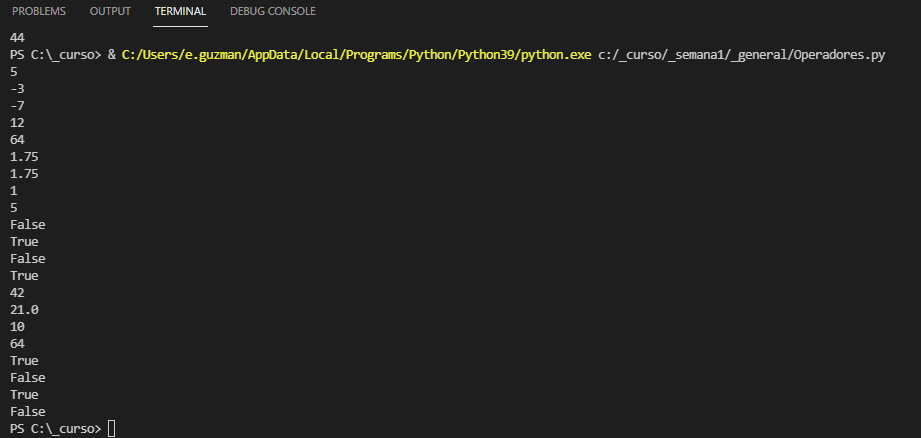 PROBLEMS OUTPUT TERMINAL DEBUG CONSOLE
44
PS C:\_curso> & C:/Users/e.guzman/AppData/Local/Programs/Python/Python39/python.exe c:/_curso/_semana1/_general/Operadores.py
5
-3
-7
12
64
1.75
1.75
1
5
False
True
False
True
42
21.0
10
64
True
False
True
False
PS C:\_curso>